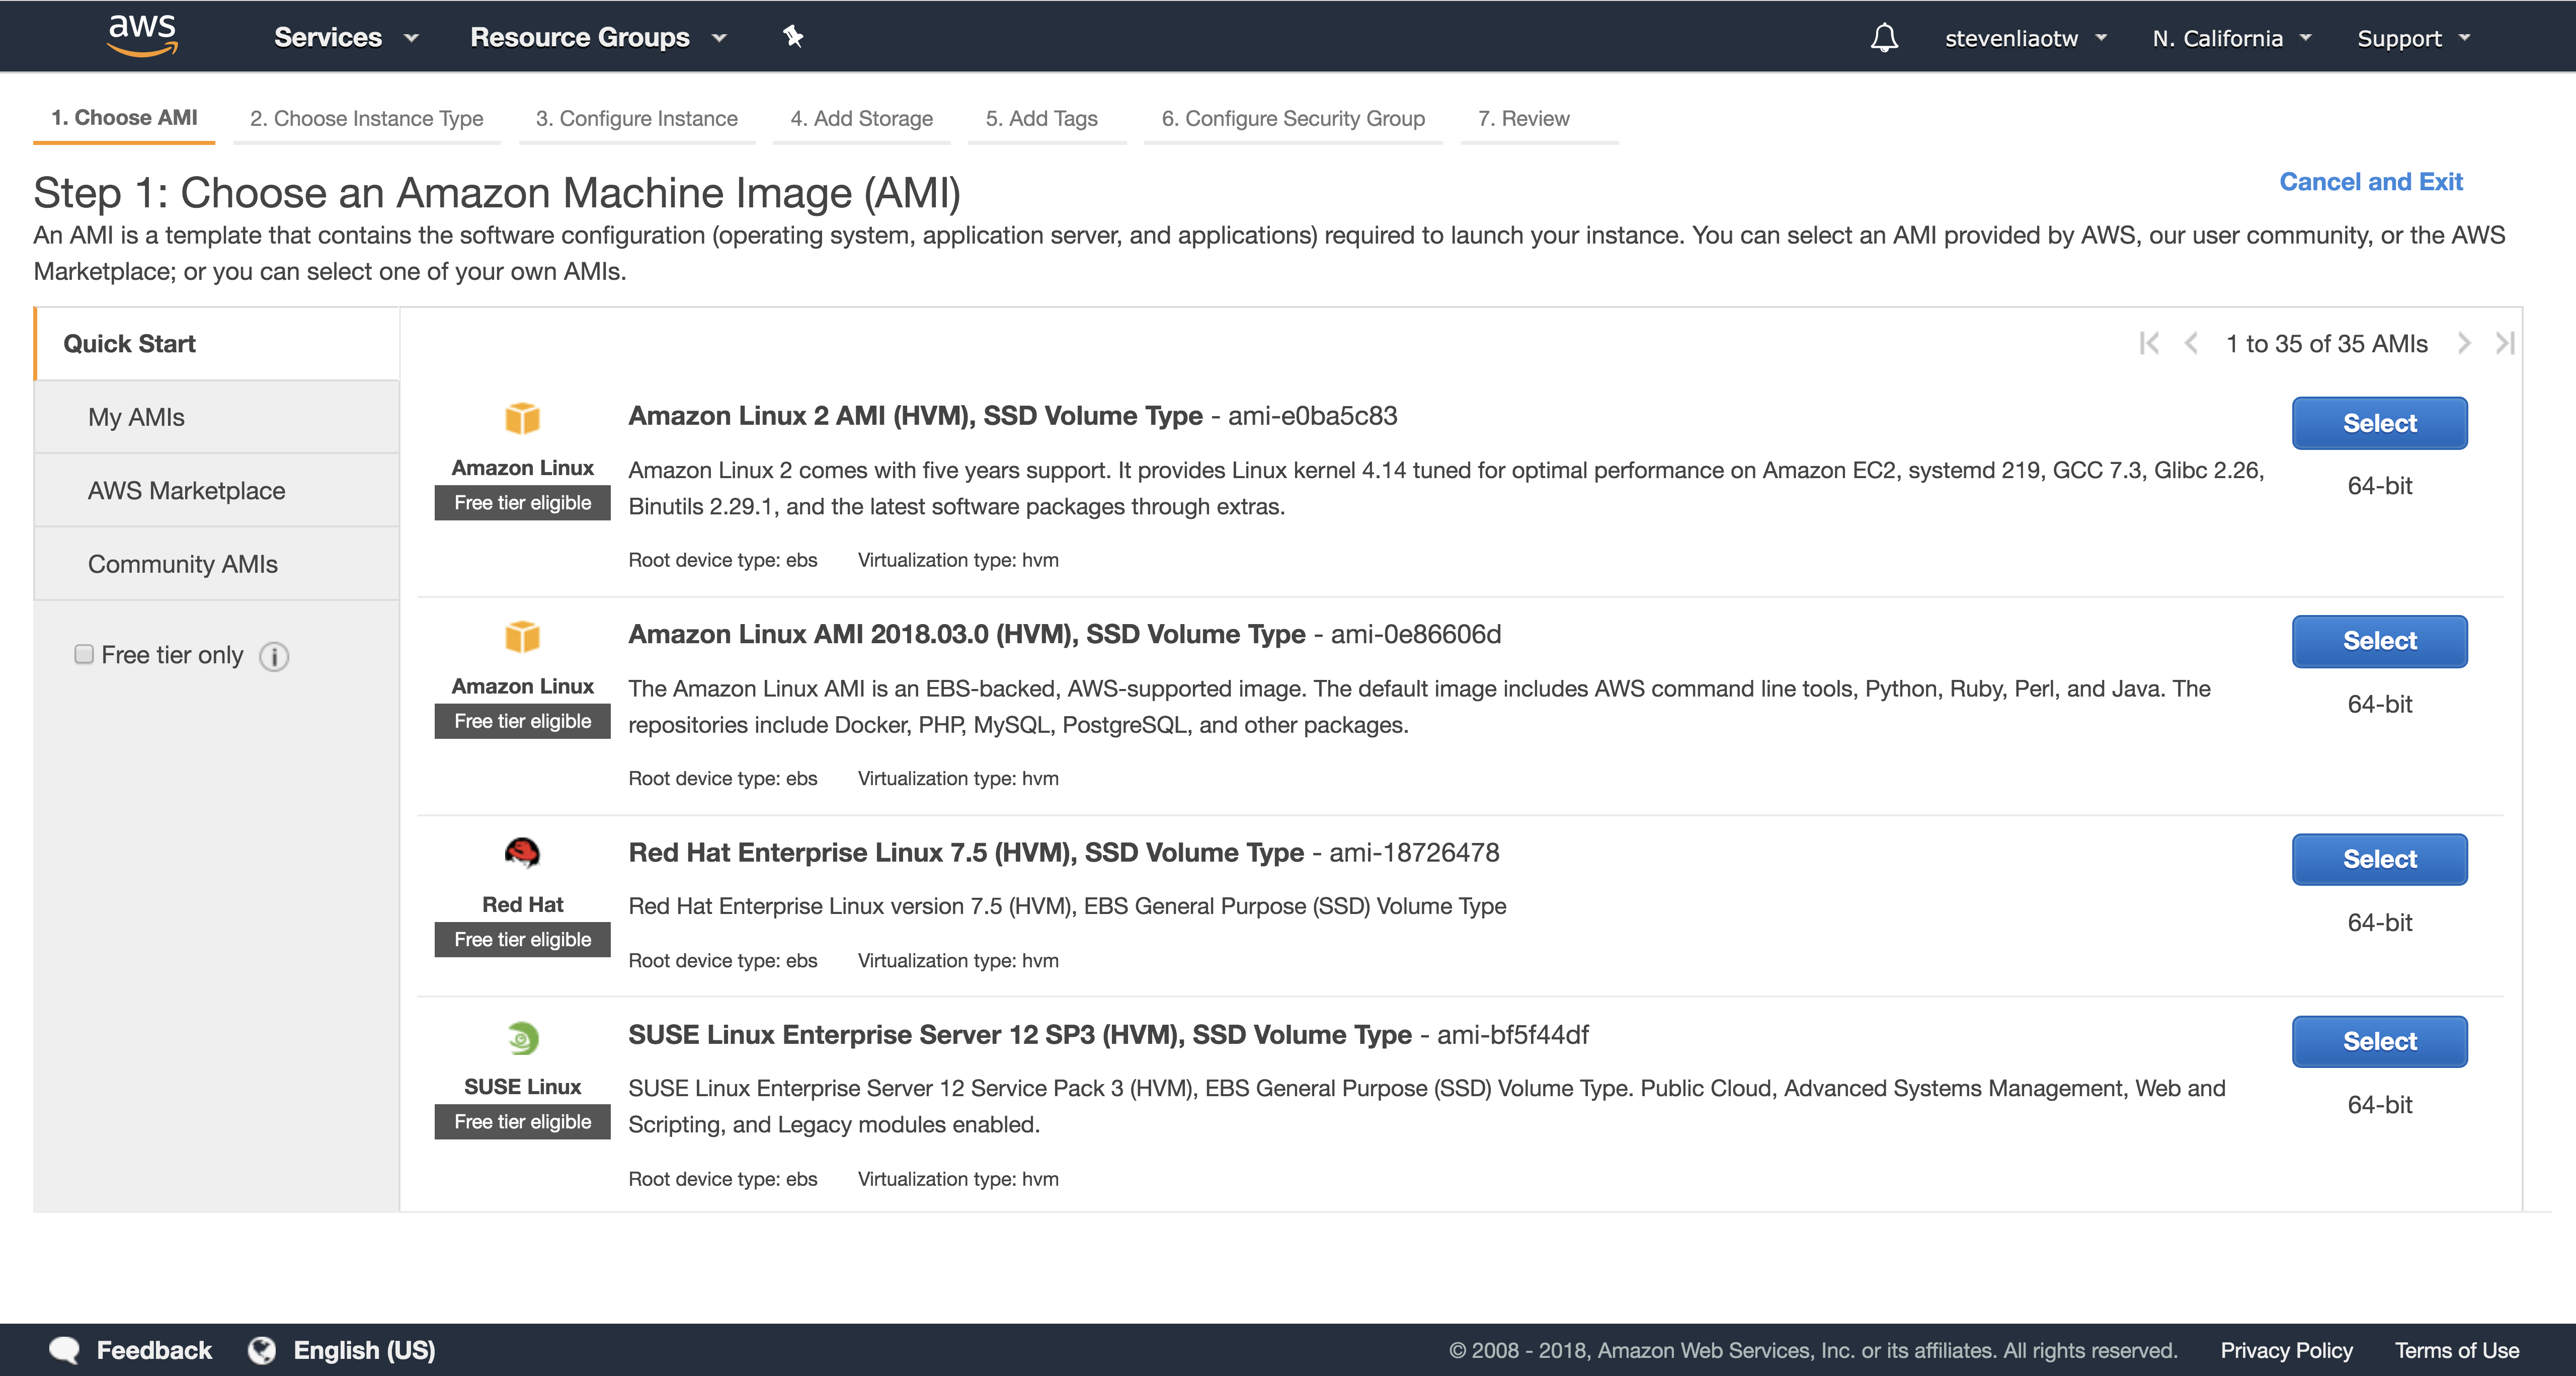 aws Services Resource Groups stevenliaotw N. California Support
1. Choose AMI 2. Choose Instance Type 3. Configure Instance 4. Add Storage 5. Add Tags 6. Configure Security Group 7. Review
Step 1: Choose an Amazon Machine Image (AMI)
Cancel and Exit
An AMI is a template that contains the software configuration (operating system, application server, and applications) required to launch your instance. You can select an AMI provided by AWS, our user community, or the AWS
Marketplace; or you can select one of your own AMIs.
Quick Start
My AMIs
AWS Marketplace
Community AMIs
Free tier only
1 to 35 of 35 AMIs
Amazon Linux
Free tier eligible
Amazon Linux 2 AMI (HVM), SSD Volume Type - ami-e0ba5c83
Amazon Linux 2 comes with five years support. It provides Linux kernel 4.14 tuned for optimal performance on Amazon EC2, systemd 219, GCC 7.3, Glibc 2.26,
Binutils 2.29.1, and the latest software packages through extras.
Root device type: ebs Virtualization type: hvm
Select
64-bit
Amazon Linux
Free tier eligible
Amazon Linux AMI 2018.03.0 (HVM), SSD Volume Type - ami-0e86606d
The Amazon Linux AMI is an EBS-backed, AWS-supported image. The default image includes AWS command line tools, Python, Ruby, Perl, and Java. The
repositories include Docker, PHP, MySQL, PostgreSQL, and other packages.
Root device type: ebs Virtualization type: hvm
Select
64-bit
Red Hat
Free tier eligible
Red Hat Enterprise Linux 7.5 (HVM), SSD Volume Type - ami-18726478
Red Hat Enterprise Linux version 7.5 (HVM), EBS General Purpose (SSD) Volume Type
Root device type: ebs Virtualization type: hvm
Select
64-bit
SUSE Linux
Free tier eligible
SUSE Linux Enterprise Server 12 SP3 (HVM), SSD Volume Type - ami-bf5f44df
SUSE Linux Enterprise Server 12 Service Pack 3 (HVM), EBS General Purpose (SSD) Volume Type. Public Cloud, Advanced Systems Management, Web and
Scripting, and Legacy modules enabled.
Root device type: ebs Virtualization type: hvm
Select
64-bit
Feedback English (US) © 2008 - 2018, Amazon Web Services, Inc. or its affiliates. All rights reserved. Privacy Policy Terms of Use